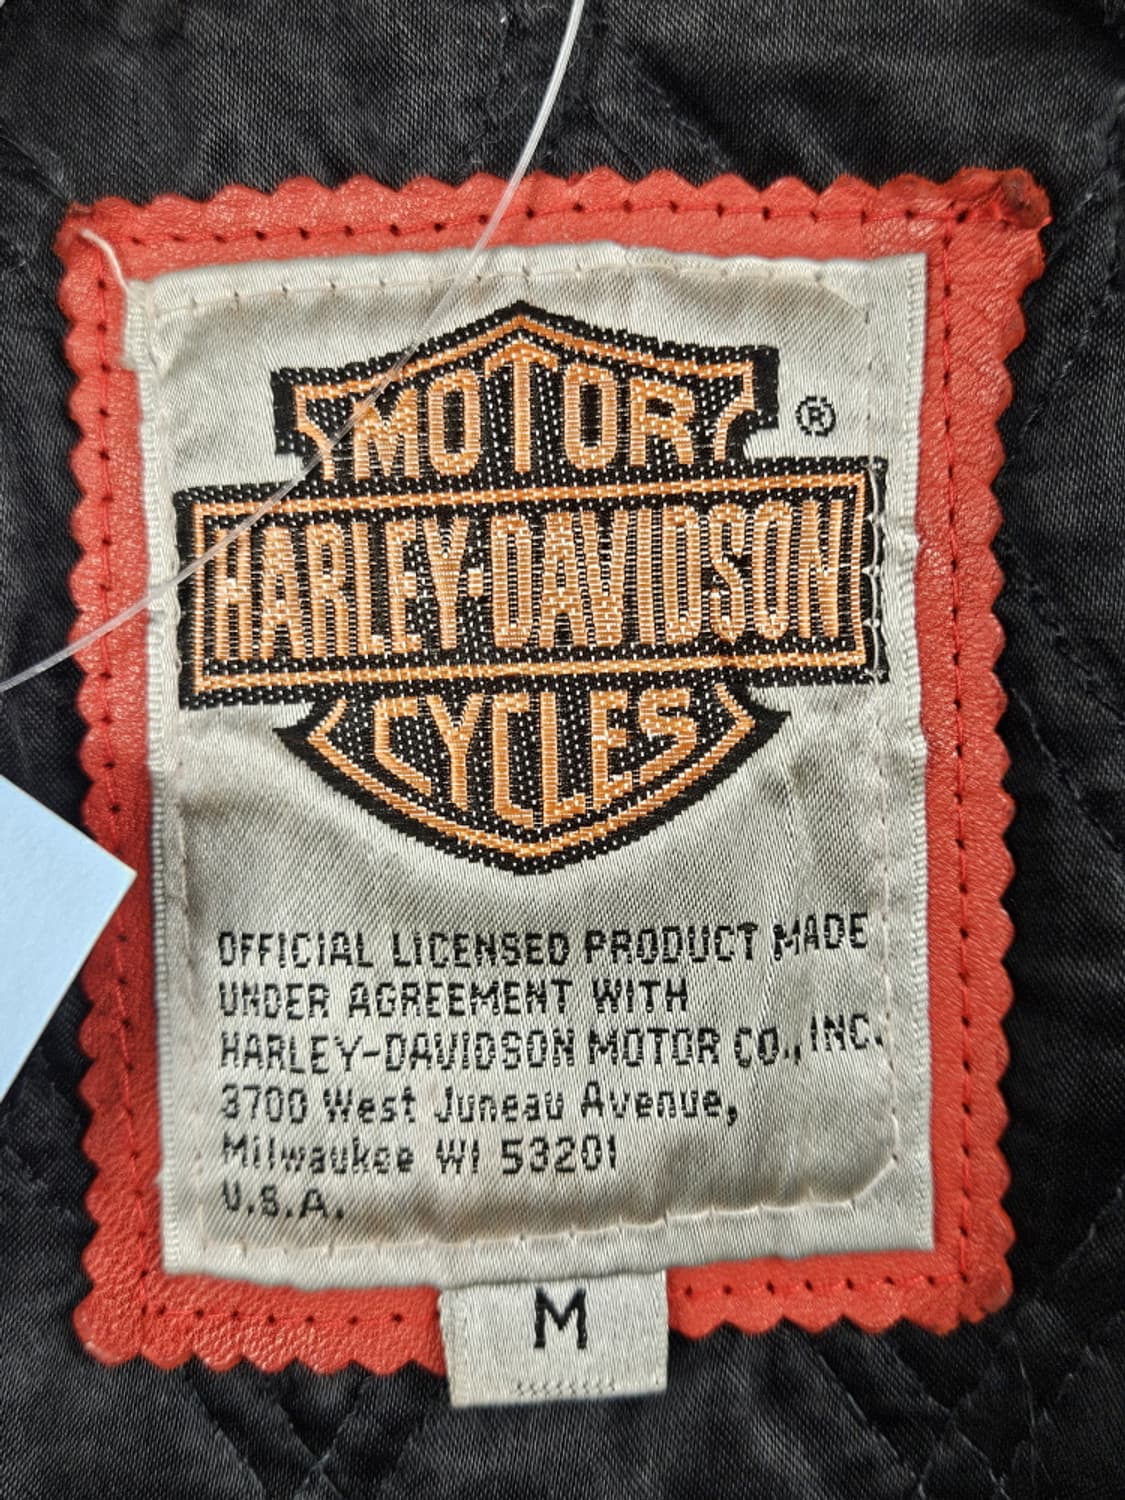 MOTOR
®
HARLEY-DAVIDSON
CYCLES
OFFICIAL LICENSED PRODUCT MADE
UNDER AGREEMENT WITH
HARLEY-DAVIDSON MOTOR CO., INC.
3700 West Juneau Avenue,
Milwaukee WI 53201
U.S.A.
M